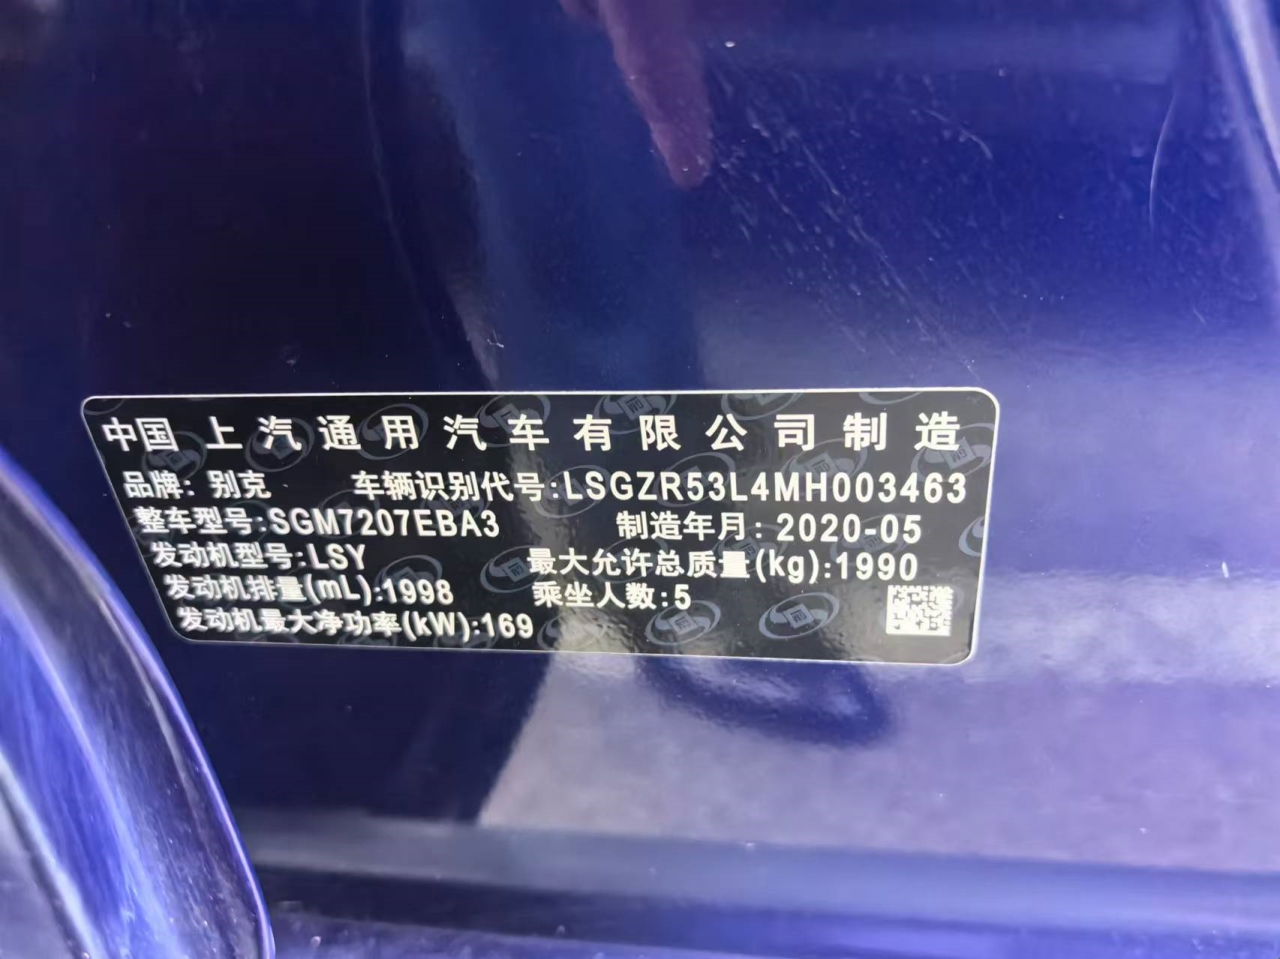 中国 上汽通用汽车有限公司制造
品牌: 别克 车辆识别代号:LSGZR53L4MH003463
整车型号:SGM7207EBA3 制造年月: 2020-05
发动机型号:LSY 最大允许总质量(kg):1990
发动机排量(mL):1998 乘坐人数:5
发动机最大净功率(kW):169